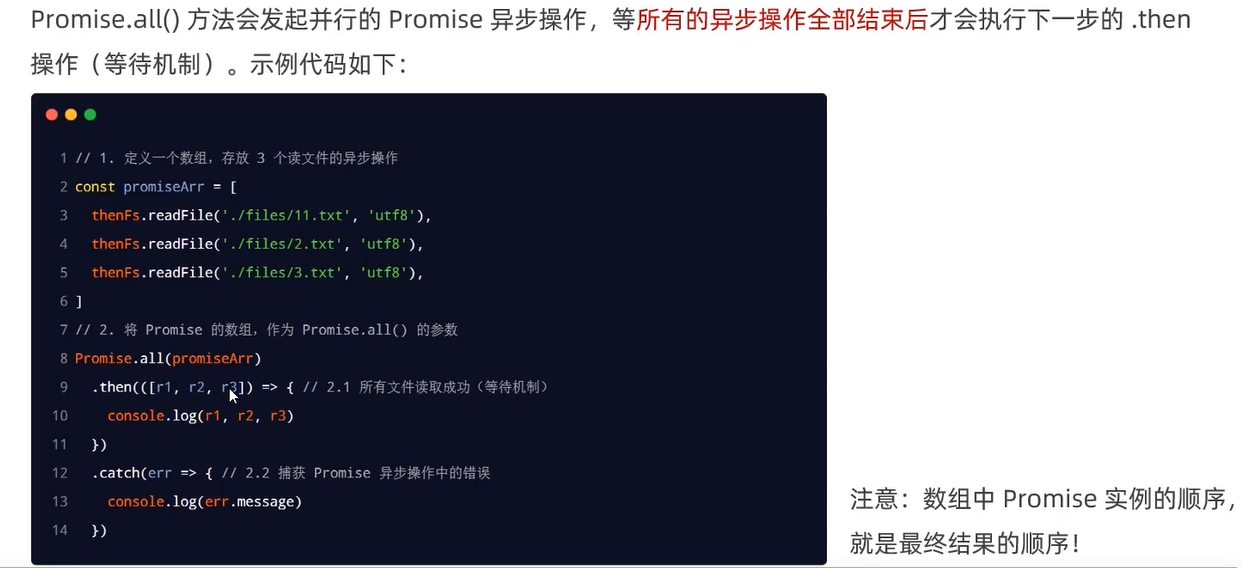 Promise.all() 方法会发起并行的 Promise 异步操作，等所有的异步操作全部结束后才会执行下一步的 .then
操作（等待机制）。示例代码如下：
1 // 1. 定义一个数组，存放 3 个读文件的异步操作
2 const promiseArr = [
3   thenFs.readFile('./files/11.txt', 'utf8'),
4   thenFs.readFile('./files/2.txt', 'utf8'),
5   thenFs.readFile('./files/3.txt', 'utf8'),
6 ]
7 // 2. 将 Promise 的数组，作为 Promise.all() 的参数
8 Promise.all(promiseArr)
9   .then(([r1, r2, r3]) => { // 2.1 所有文件读取成功（等待机制）
10     console.log(r1, r2, r3)
11   })
12   .catch(err => { // 2.2 捕获 Promise 异步操作中的错误
13     console.log(err.message)
14   })
注意：数组中 Promise 实例的顺序，
就是最终结果的顺序！